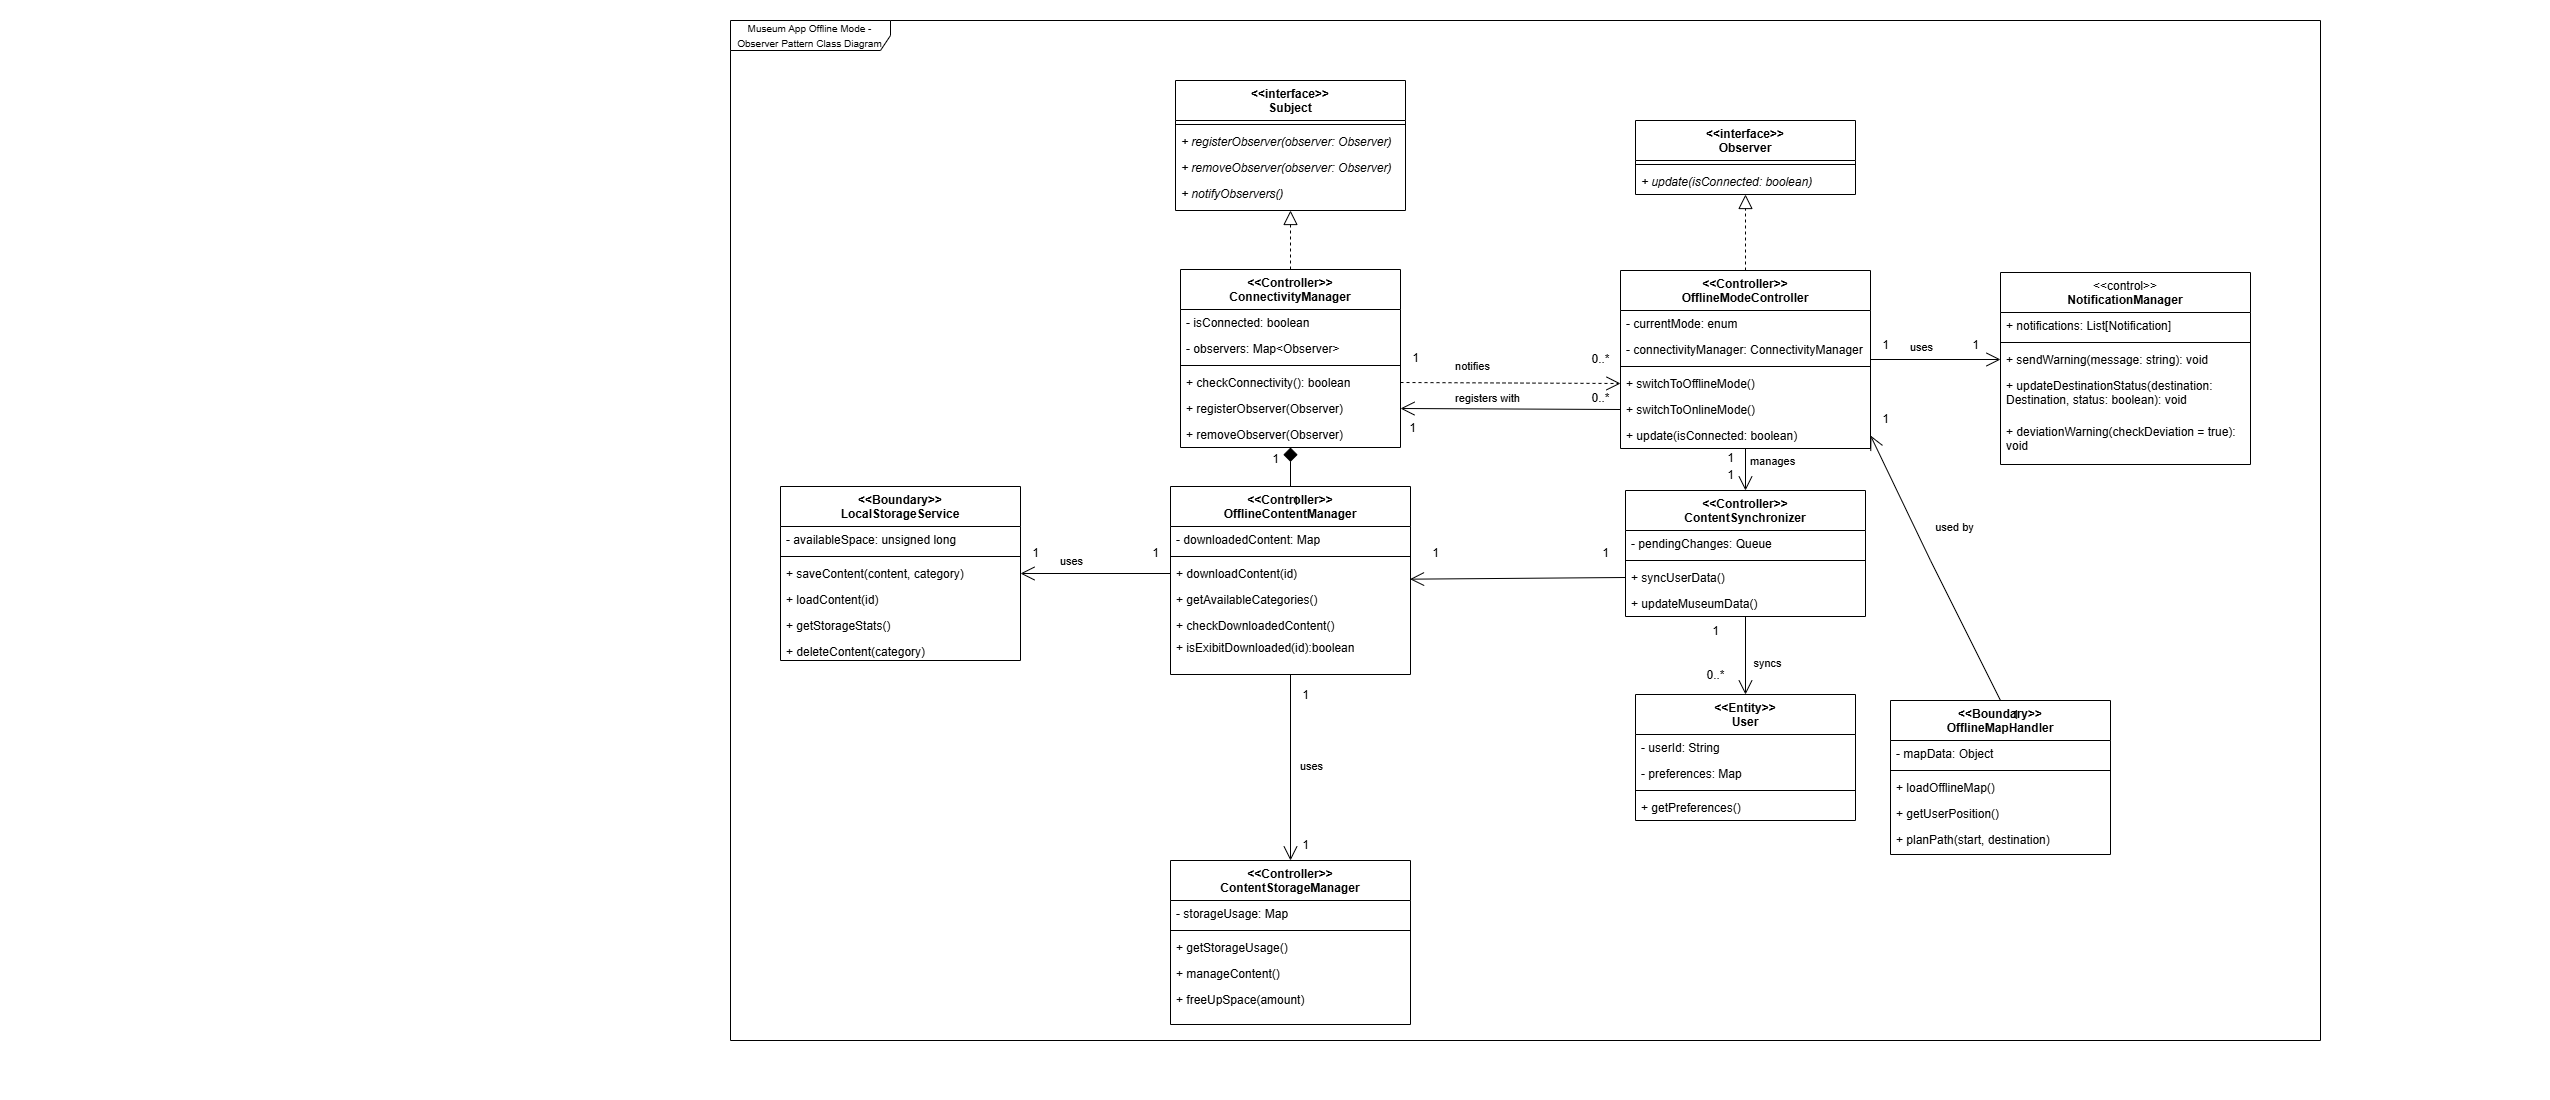 Museum App Offline Mode -
Observer Pattern Class Diagram
<<interface>>
Subject
+ registerObserver(observer: Observer)
+ removeObserver(observer: Observer)
+ notifyObservers()
<<interface>>
Observer
+ update(isConnected: boolean)
<<Controller>>
ConnectivityManager
- isConnected: boolean
- observers: Map<Observer>
+ checkConnectivity(): boolean
+ registerObserver(Observer)
+ removeObserver(Observer)
1
notifies
0..*
registers with
0..*
1
<<Controller>>
OfflineModeController
- currentMode: enum
- connectivityManager: ConnectivityManager
+ switchToOfflineMode()
+ switchToOnlineMode()
+ update(isConnected: boolean)
1
uses
1
<<control>>
NotificationManager
+ notifications: List[Notification]
+ sendWarning(message: string): void
+ updateDestinationStatus(destination:
Destination, status: boolean): void
+ deviationWarning(checkDeviation = true):
void
1
1
1
manages
1
<<Boundary>>
LocalStorageService
- availableSpace: unsigned long
+ saveContent(content, category)
+ loadContent(id)
+ getStorageStats()
+ deleteContent(category)
1
uses
1
<<Controller>>
1
OfflineContentManager
- downloadedContent: Map
+ downloadContent(id)
+ getAvailableCategories()
+ checkDownloadedContent()
+ isExibitDownloaded(id):boolean
1
1
<<Controller>>
ContentSynchronizer
- pendingChanges: Queue
+ syncUserData()
+ updateMuseumData()
used by
1
syncs
0..*
<<Entity>>
User
- userId: String
- preferences: Map
+ getPreferences()
<<Boundary>>
1
OfflineMapHandler
- mapData: Object
+ loadOfflineMap()
+ getUserPosition()
+ planPath(start, destination)
1
uses
1
<<Controller>>
ContentStorageManager
- storageUsage: Map
+ getStorageUsage()
+ manageContent()
+ freeUpSpace(amount)